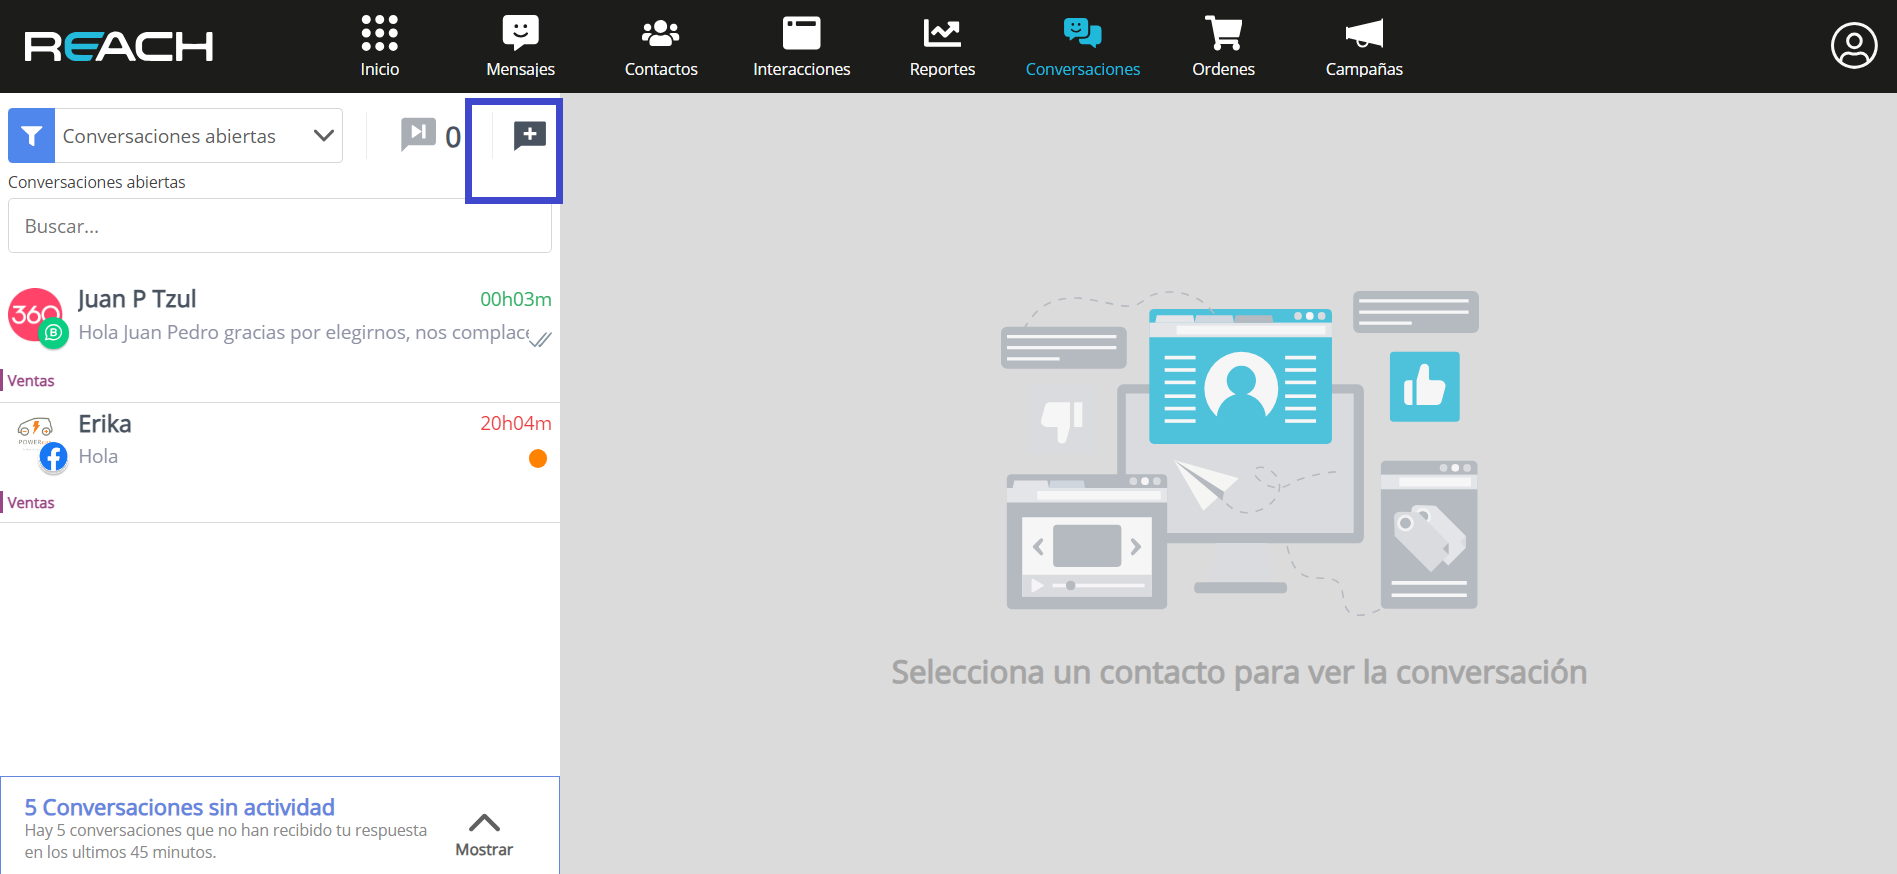 REACH
Inicio
Mensajes
Contactos
Interacciones
Reportes
Conversaciones
Ordenes
Campañas
Conversaciones abiertas
0
Conversaciones abiertas
Buscar...
360
Juan P Tzul
00h03m
Hola Juan Pedro gracias por elegirnos, nos complace
Ventas
Erika
20h04m
Hola
Ventas
Selecciona un contacto para ver la conversación
5 Conversaciones sin actividad
Hay 5 conversaciones que no han recibido tu respuesta
en los ultimos 45 minutos.
Mostrar